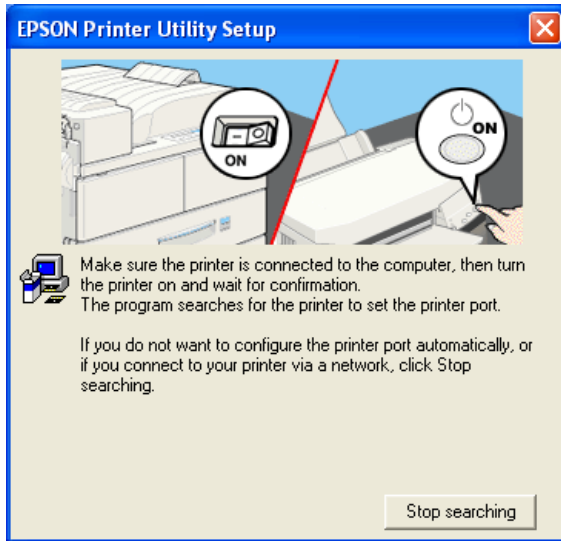 EPSON Printer Utility Setup
ON
ON
Make sure the printer is connected to the computer, then turn
the printer on and wait for confirmation.
The program searches for the printer to set the printer port.
If you do not want to configure the printer port automatically, or
if you connect to your printer via a network, click Stop
searching.
Stop searching